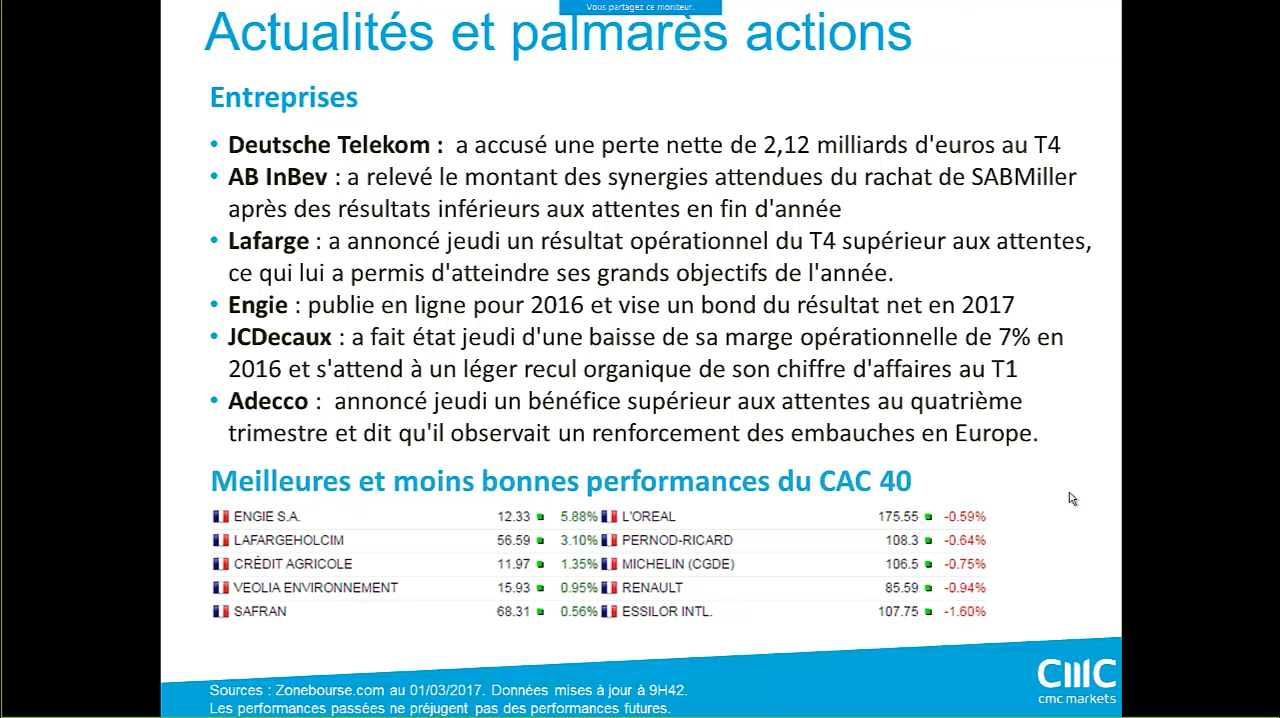 Vous partagez ce moniteur.
Actualités et palmarès actions
Entreprises
• Deutsche Telekom : a accusé une perte nette de 2,12 milliards d'euros au T4
• AB InBev : a relevé le montant des synergies attendues du rachat de SABMiller
après des résultats inférieurs aux attentes en fin d'année
• Lafarge : a annoncé jeudi un résultat opérationnel du T4 supérieur aux attentes,
ce qui lui a permis d'atteindre ses grands objectifs de l'année.
• Engie : publie en ligne pour 2016 et vise un bond du résultat net en 2017
• JCDecaux : a fait état jeudi d'une baisse de sa marge opérationnelle de 7% en
2016 et s'attend à un léger recul organique de son chiffre d'affaires au T1
• Adecco : annoncé jeudi un bénéfice supérieur aux attentes au quatrième
trimestre et dit qu'il observait un renforcement des embauches en Europe.
Meilleures et moins bonnes performances du CAC 40
ENGIE S.A. 12.33 5.88% L'OREAL 175.55 -0.59%
LAFARGEHOLCIM 56.59 3.10% PERNOD-RICARD 108.3 -0.64%
CRÉDIT AGRICOLE 11.97 1.35% MICHELIN (CGDE) 106.5 -0.75%
VEOLIA ENVIRONNEMENT 15.93 0.95% RENAULT 85.59 -0.94%
SAFRAN 68.31 0.56% ESSILOR INTL. 107.75 -1.60%
Sources : Zonebourse.com au 01/03/2017. Données mises à jour à 9H42.
Les performances passées ne préjugent pas des performances futures.
CMC
cmc markets